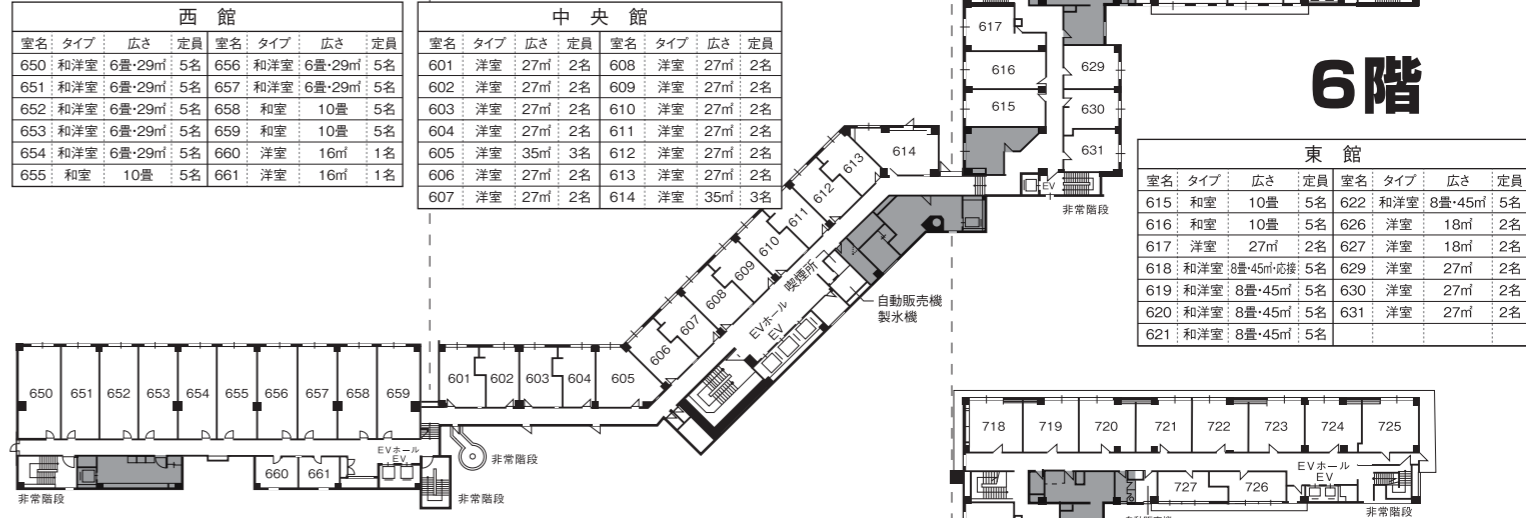 西館
室名 タイプ 広さ 定員 室名 タイプ 広さ 定員
650 和洋室 6畳・29㎡ 5名 656 和洋室 6畳・29㎡ 5名
651 和洋室 6畳・29㎡ 5名 657 和洋室 6畳・29㎡ 5名
652 和洋室 6畳・29㎡ 5名 658 和室 10畳 5名
653 和洋室 6畳・29㎡ 5名 659 和室 10畳 5名
654 和洋室 6畳・29㎡ 5名 660 洋室 16㎡ 1名
655 和室 10畳 5名 661 洋室 16㎡ 1名
中央館
室名 タイプ 広さ 定員 室名 タイプ 広さ 定員
601 洋室 27㎡ 2名 608 洋室 27㎡ 2名
602 洋室 27㎡ 2名 609 洋室 27㎡ 2名
603 洋室 27㎡ 2名 610 洋室 27㎡ 2名
604 洋室 27㎡ 2名 611 洋室 27㎡ 2名
605 洋室 35㎡ 3名 612 洋室 27㎡ 2名
606 洋室 27㎡ 2名 613 洋室 27㎡ 2名
607 洋室 27㎡ 2名 614 洋室 35㎡ 3名
6階
東館
室名 タイプ 広さ 定員 室名 タイプ 広さ 定員
615 和室 10畳 5名 622 和洋室 8畳・45㎡ 5名
616 和室 10畳 5名 626 洋室 18㎡ 2名
617 洋室 27㎡ 2名 627 洋室 18㎡ 2名
618 和洋室 8畳・45㎡・応接 5名 629 洋室 27㎡ 2名
619 和洋室 8畳・45㎡ 5名 630 洋室 27㎡ 2名
620 和洋室 8畳・45㎡ 5名 631 洋室 27㎡ 2名
621 和洋室 8畳・45㎡ 5名
617
616
615
629
630
631
EV
非常階段
614
613
612
611
610
609
608
607
606
喫煙所
EVホール
EV
自動販売機
製氷機
601 602 603 604 605
650 651 652 653 654 655 656 657 658 659
660 661
EVホール
EV
非常階段
非常階段
非常階段
718 719 720 721 722 723 724 725
727 726
EVホール
EV
非常階段